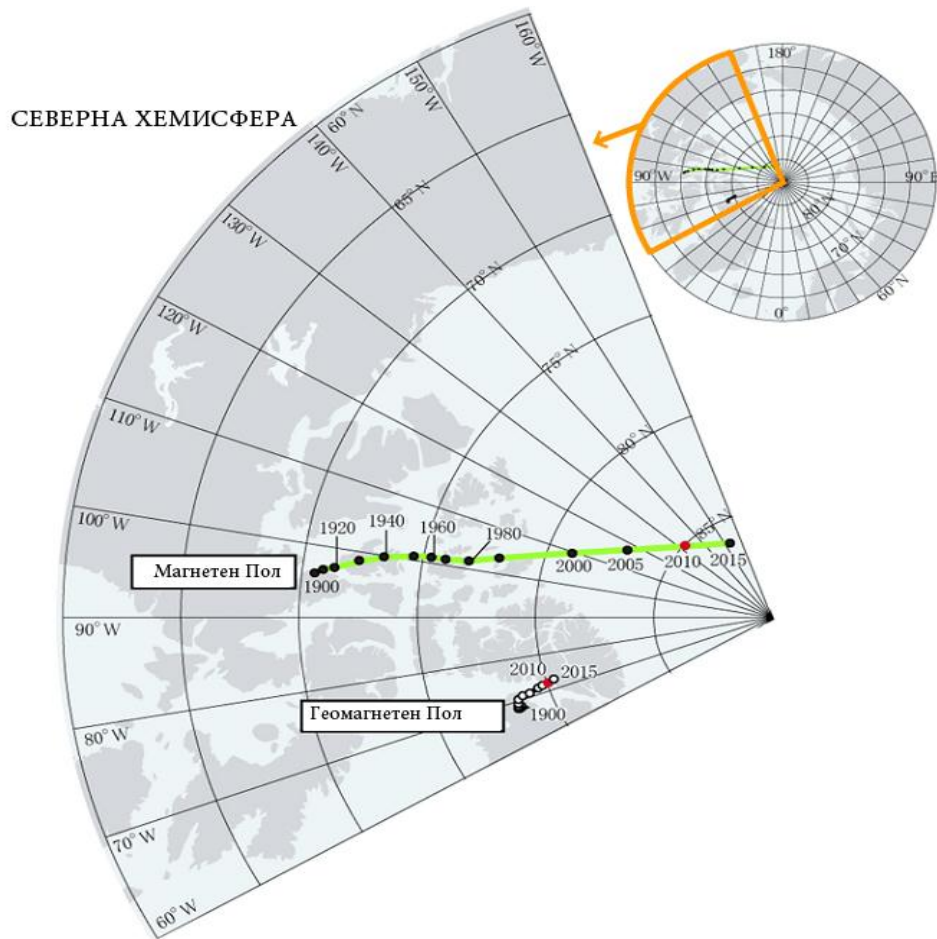 СЕВЕРНА ХЕМИСФЕРА
160° W
150° W
60° N
140° W
130° W
65° N
120° W
70° N
110° W
75° N
100° W
80° N
85° N
90° W
80° W
70° W
60° W
180°
90° W
90° E
80° N
70° N
60° N
0°
1920
1940
1960
1980
Магнетен Пол
1900
2000
2005
2010
2015
2010
2015
Геомагнетен Пол
1900